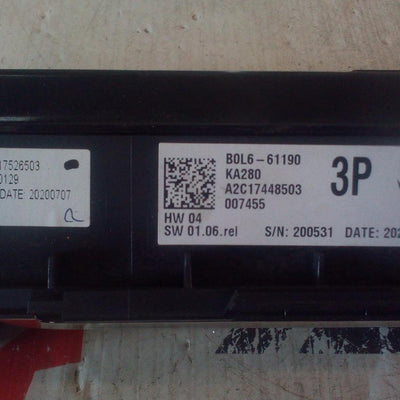 17526503
0129
DATE: 20200707
B0L6-61190
KA280
A2C17448503
007455
3P
HW 04
SW 01.06.rel
S/N: 200531 DATE: 202